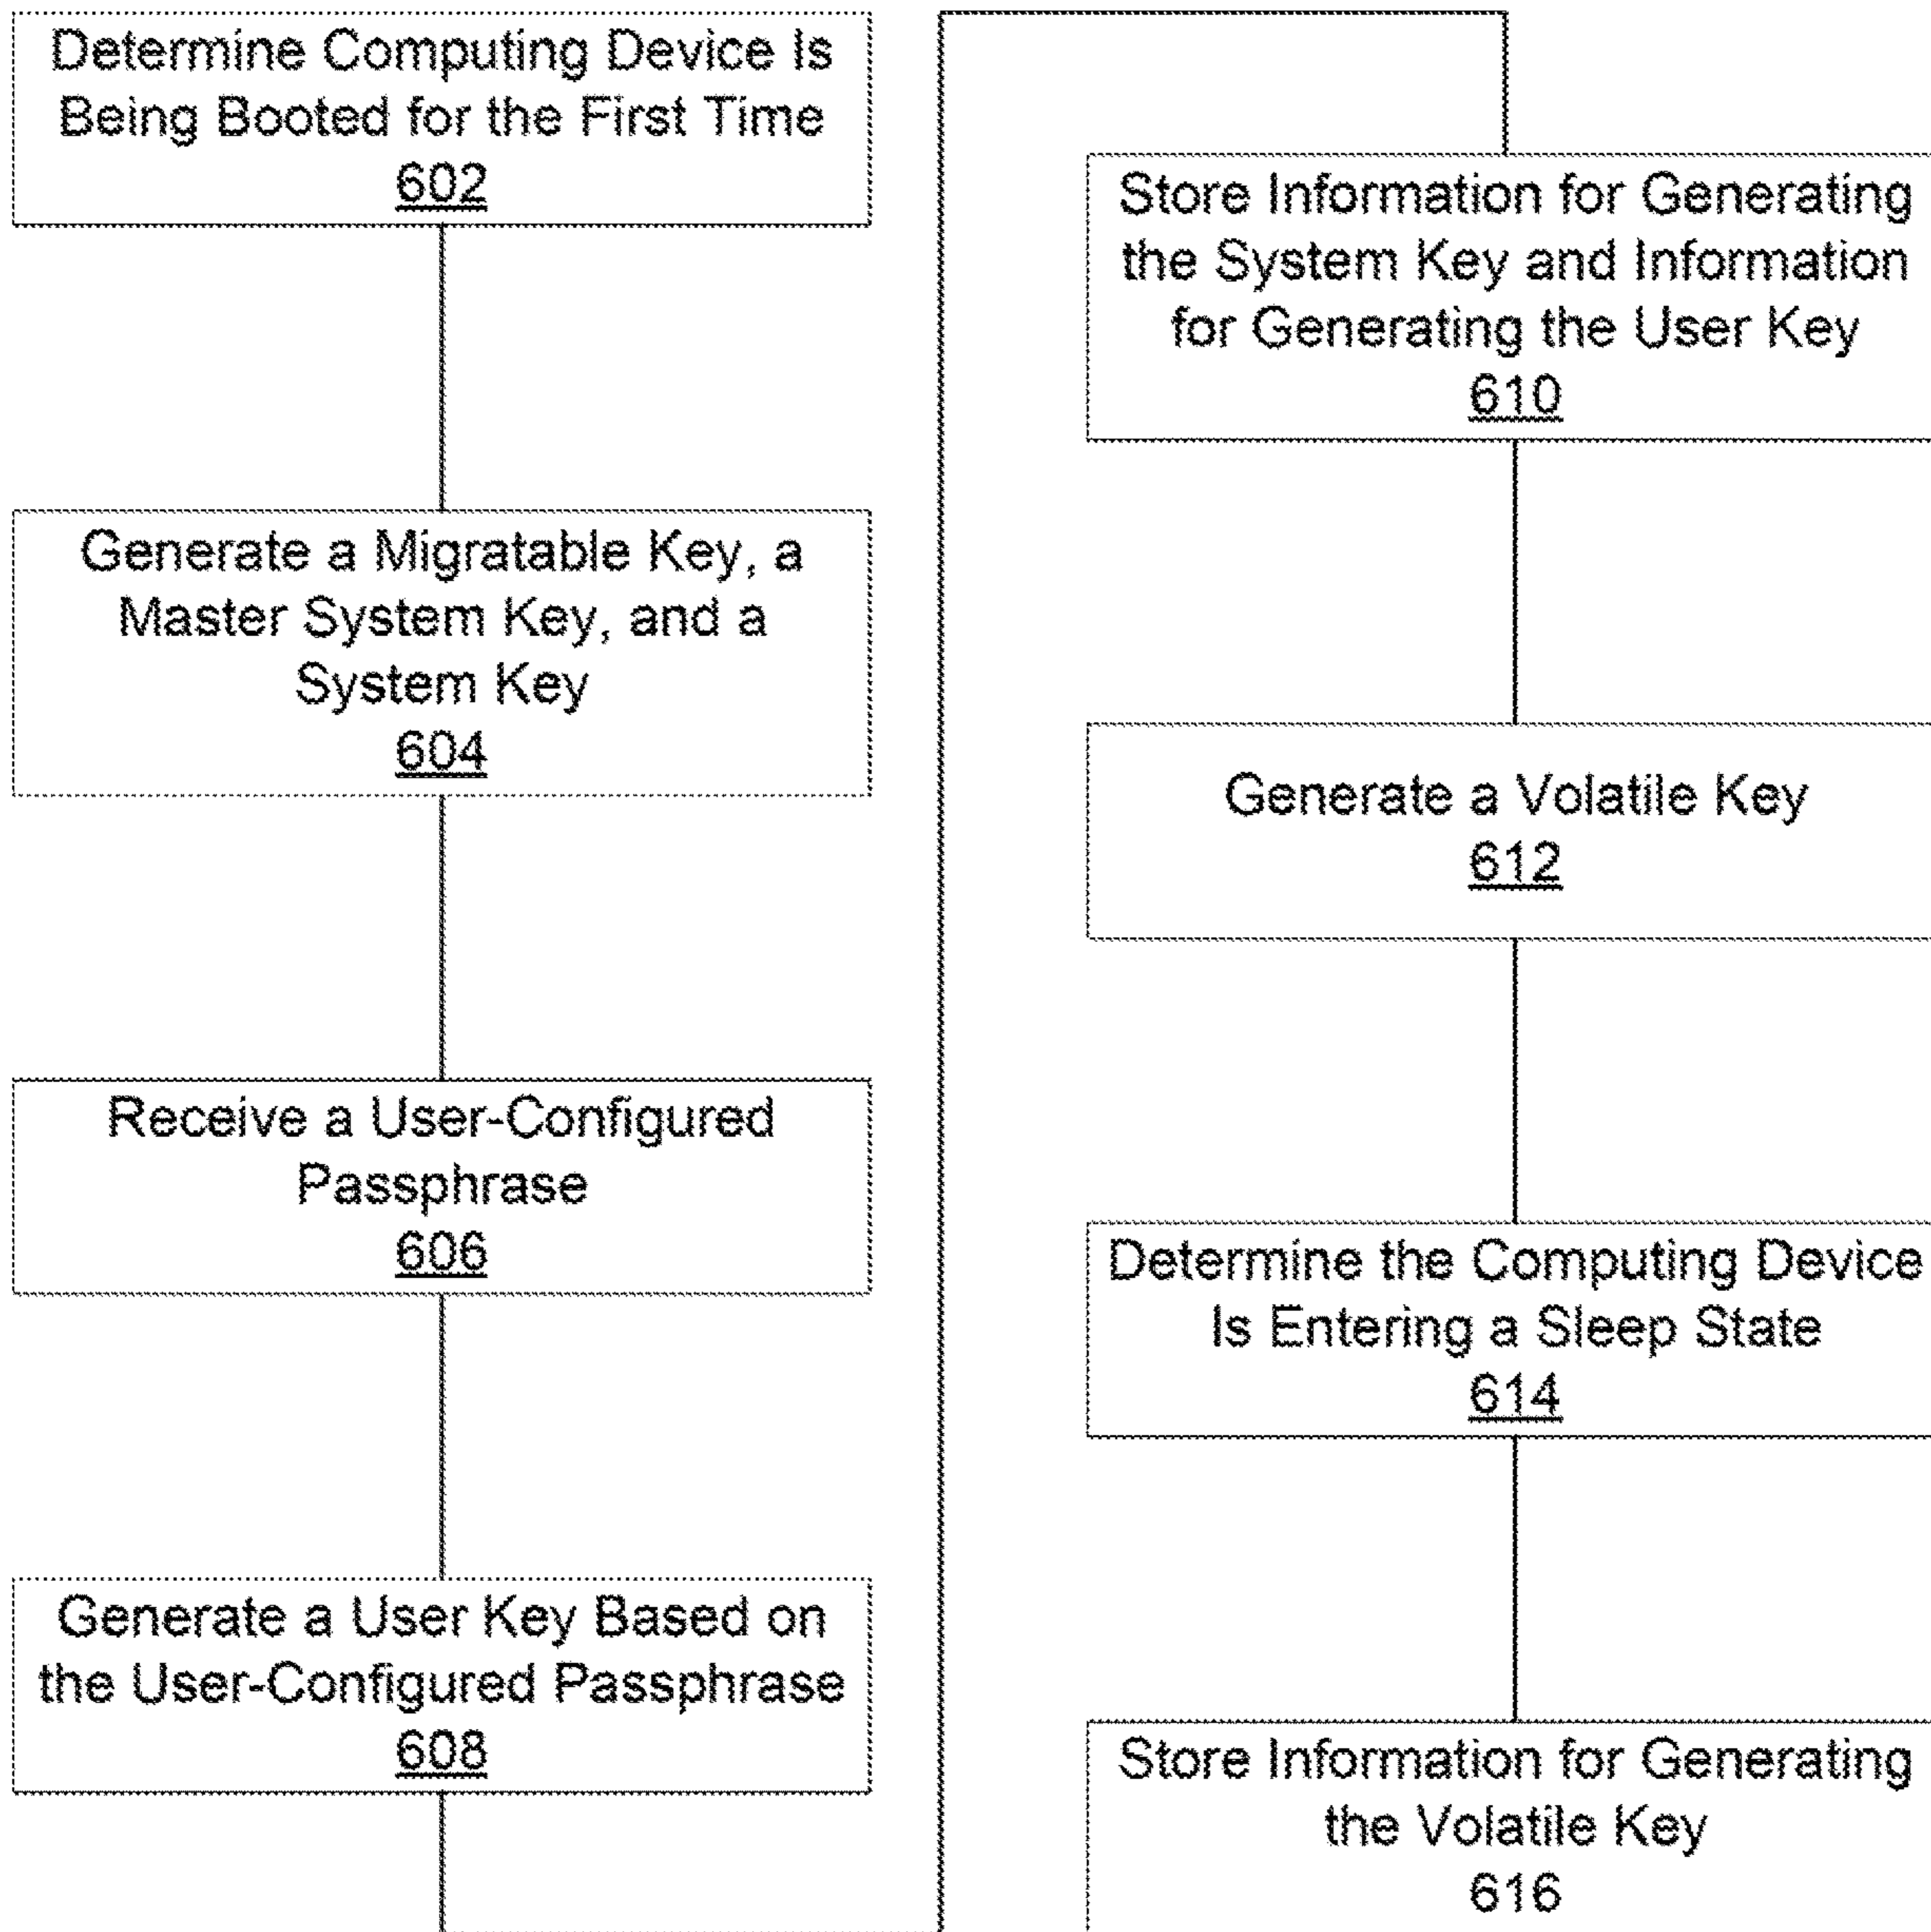 Determine Computing Device Is
Being Booted for the First Time
602
Generate a Migratable Key, a
Master System Key, and a
System Key
604
Receive a User-Configured
Passphrase
606
Generate a User Key Based on
the User-Configured Passphrase
608
Store Information for Generating
the System Key and Information
for Generating the User Key
610
Generate a Volatile Key
612
Determine the Computing Device
Is Entering a Sleep State
614
Store Information for Generating
the Volatile Key
616